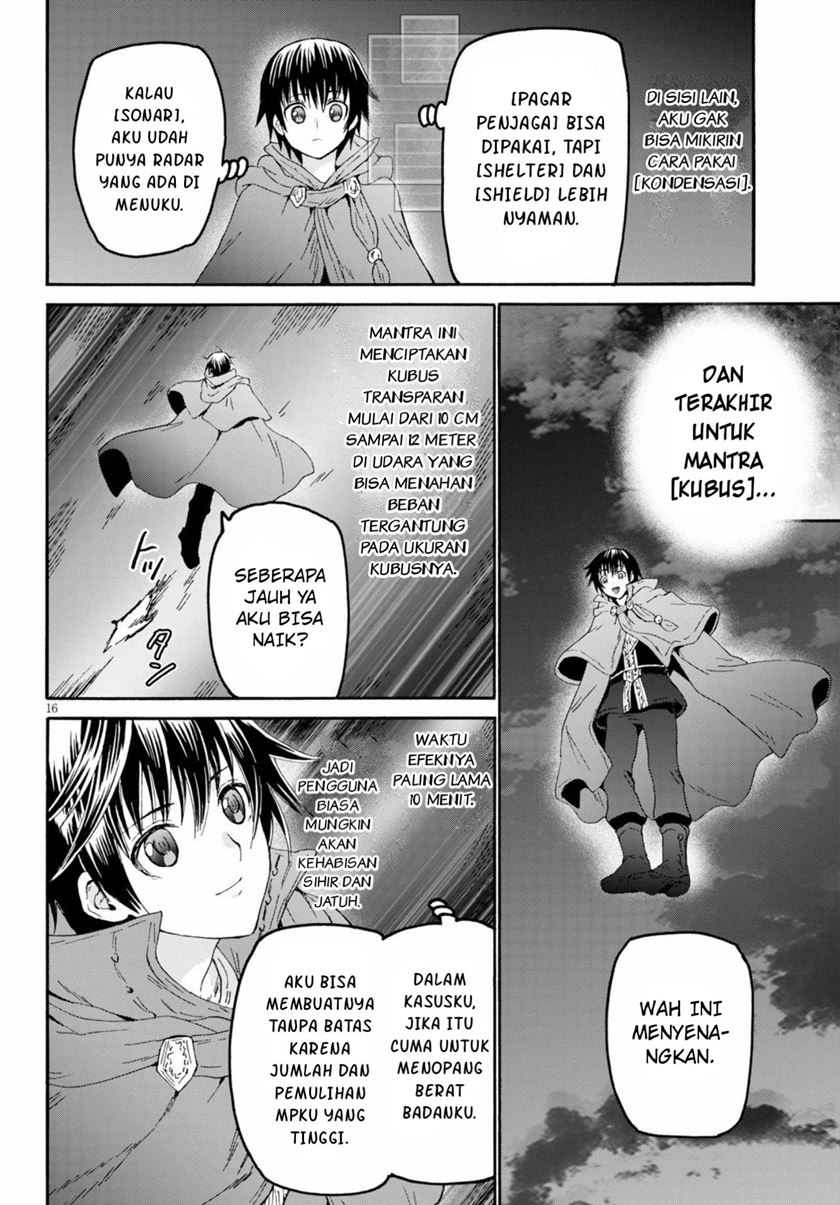 DI SISI LAIN,
AKU GAK
BISA MIKIRIN
CARA PAKAI
[KONDENSASI].
[PAGAR
PENJAGA] BISA
DIPAKAI, TAPI
[SHELTER] DAN
[SHIELD] LEBIH
NYAMAN.
KALAU
[SONAR],
AKU UDAH
PUNYA RADAR
YANG ADA DI
MENUKU.
DAN
TERAKHIR
UNTUK
MANTRA
[KUBUS]...
WAH INI
MENYENA-
NGKAN.
MANTRA INI
MENCIPTAKAN
KUBUS
TRANSPARAN
MULAI DARI 10 CM
SAMPAI 12 METER
DI UDARA YANG
BISA MENAHAN
BEBAN
TERGANTUNG
PADA UKURAN
KUBUSNYA.
SEBERAPA
JAUH YA
AKU BISA
NAIK?
トッ
タン
16
WAKTU
EFEKNYA
PALING LAMA
10 MENIT.
JADI
PENGGUNA
BIASA
MUNGKIN
AKAN
KEHABISAN
SIHIR DAN
JATUH.
DALAM
KASUSKU,
JIKA ITU
CUMA UNTUK
MENOPANG
BERAT
BADANKU.
AKU BISA
MEMBUATNYA
TANPA BATAS
KARENA
JUMLAH DAN
PEMULIHAN
MPKU YANG
TINGGI.